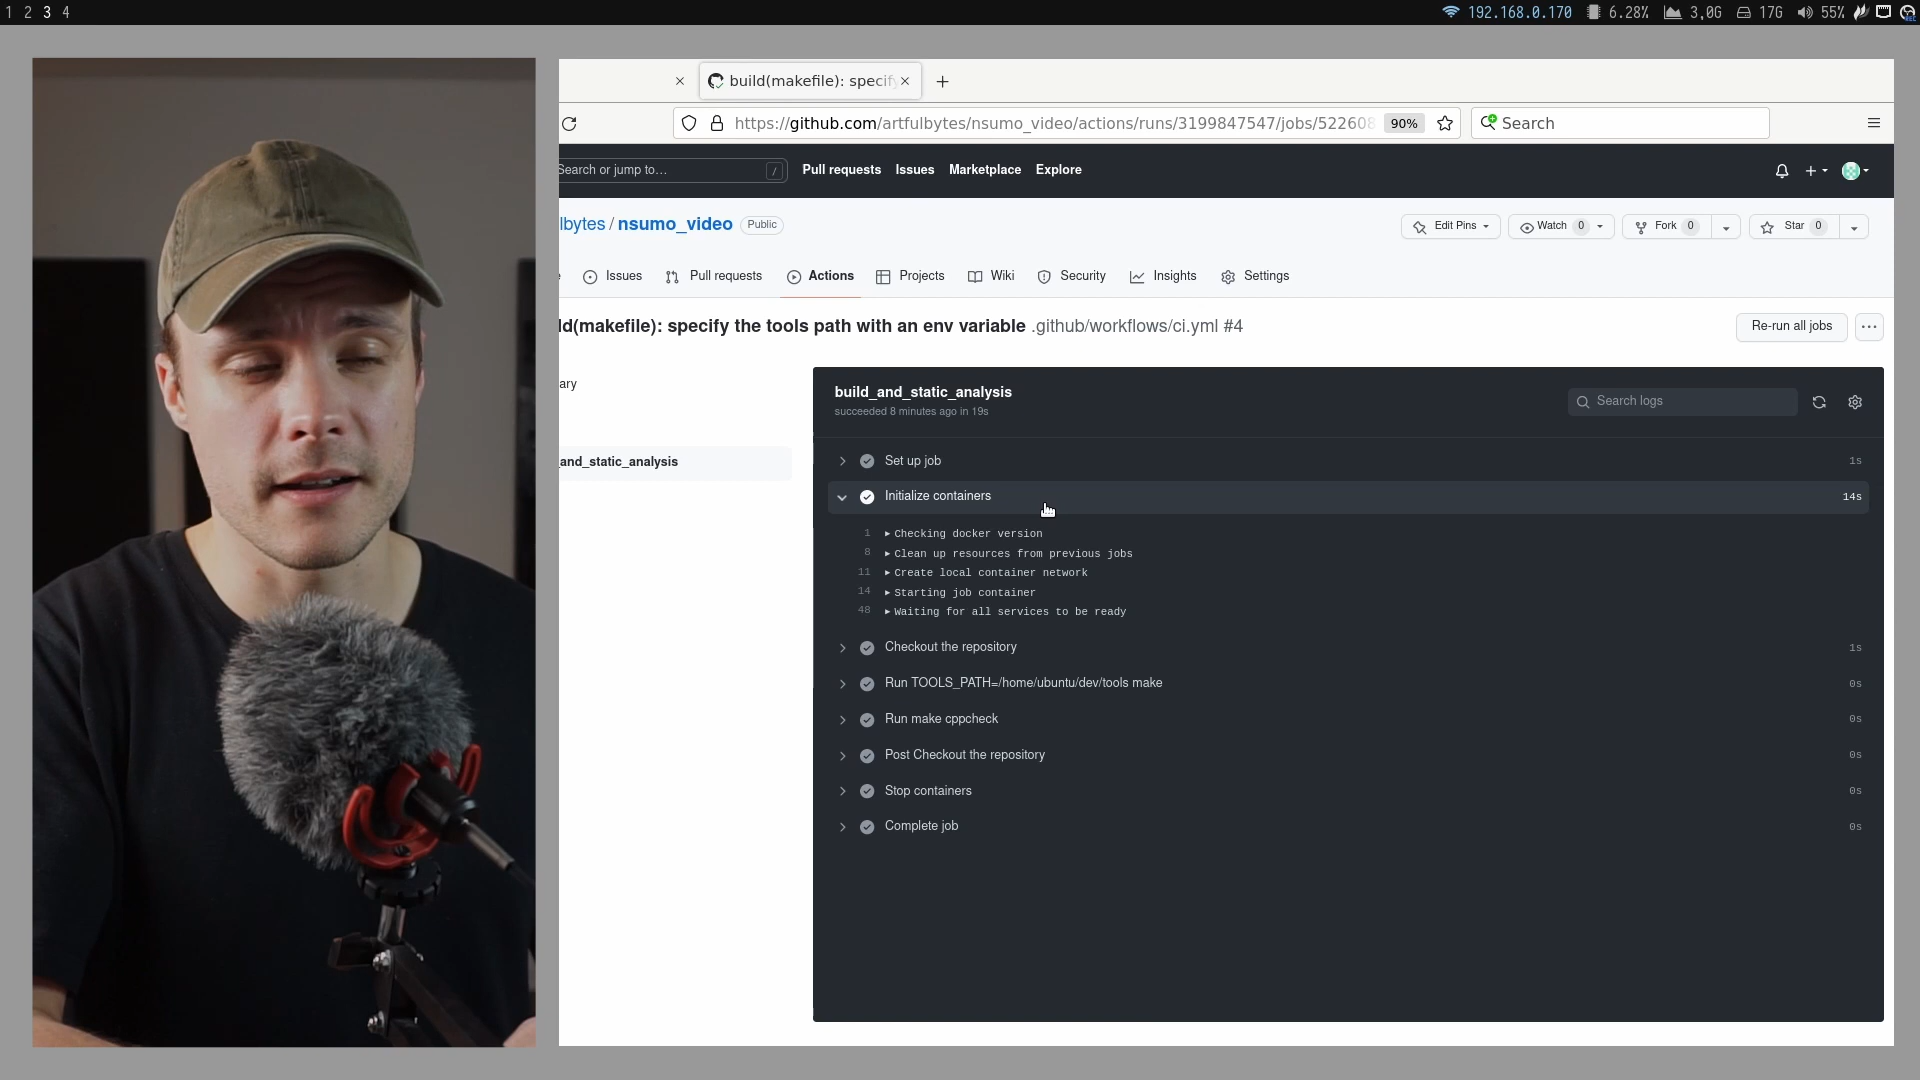 1 2 3 4
192.168.0.170 6.28% 3,0G 17G 55%
build(makefile): specify
https://github.com/artfulbytes/nsumo_video/actions/runs/3199847547/jobs/522608
90%
Search
Search or jump to…
/
Pull requests Issues Marketplace Explore
lbytes / nsumo_video Public
Edit Pins Watch 0 Fork 0 Star 0
Issues Pull requests Actions Projects Wiki Security Insights Settings
ld(makefile): specify the tools path with an env variable .github/workflows/ci.yml #4
Re-run all jobs
ary
_and_static_analysis
build_and_static_analysis
succeeded 8 minutes ago in 19s
Search logs
Set up job 1s
Initialize containers 14s
1 Checking docker version
8 Clean up resources from previous jobs
11 Create local container network
14 Starting job container
48 Waiting for all services to be ready
Checkout the repository 1s
Run TOOLS_PATH=/home/ubuntu/dev/tools make 0s
Run make cppcheck 0s
Post Checkout the repository 0s
Stop containers 0s
Complete job 0s